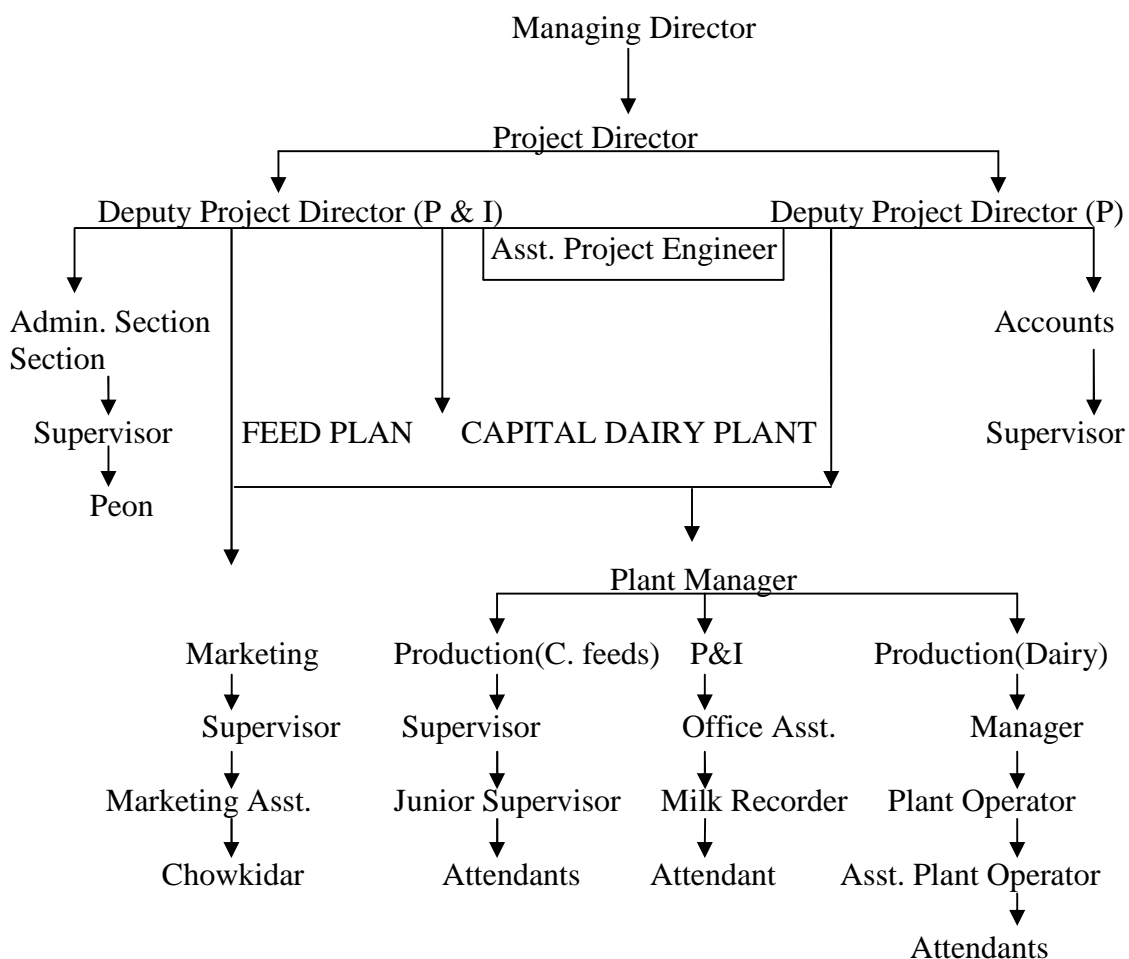 Managing Director
Project Director
Deputy Project Director (P & I) Deputy Project Director (P)
Asst. Project Engineer
Admin. Section Accounts
Section
Supervisor FEED PLAN CAPITAL DAIRY PLANT Supervisor
Peon
Plant Manager
Marketing Production(C. feeds) P&I Production(Dairy)
Supervisor Supervisor Office Asst. Manager
Marketing Asst. Junior Supervisor Milk Recorder Plant Operator
Chowkidar Attendants Attendant Asst. Plant Operator
Attendants